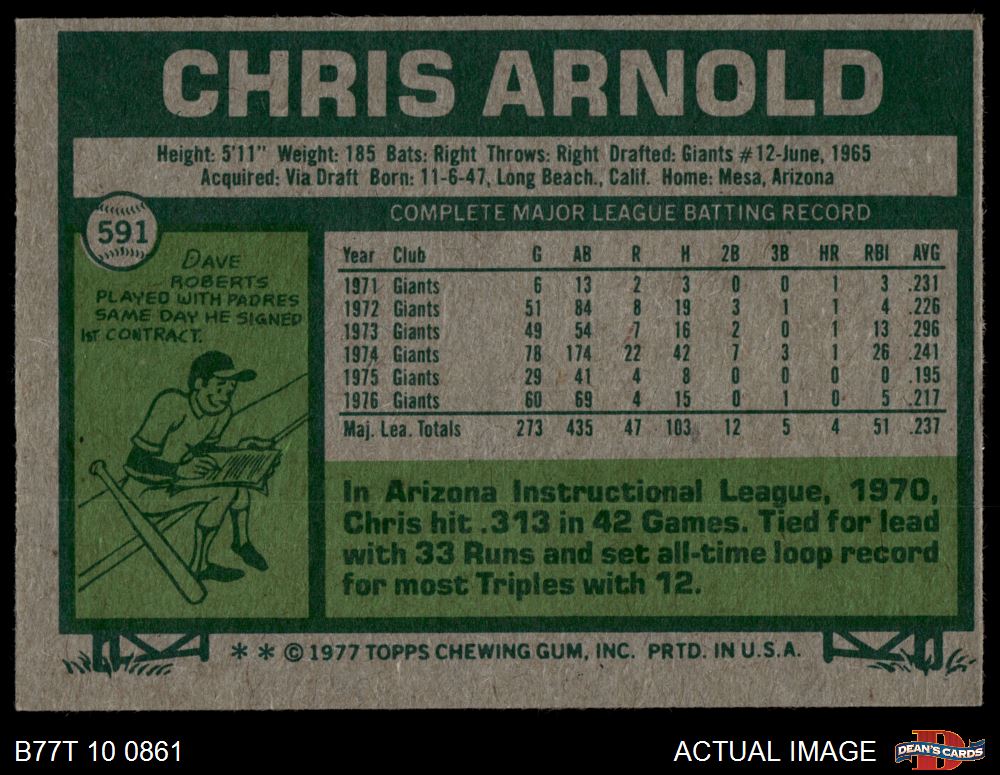 CHRIS ARNOLD
Height: 5'11" Weight: 185 Bats: Right Throws: Right Drafted: Giants #12-June, 1965
Acquired: Via Draft Born: 11-6-47, Long Beach., Calif. Home: Mesa, Arizona
591
DAVE
ROBERTS
PLAYED WITH PADRES
SAME DAY HE SIGNED
1ST CONTRACT.
COMPLETE MAJOR LEAGUE BATTING RECORD
Year Club G AB R H 2B 3B HR RBI AVG
1971 Giants 6 13 2 3 0 0 1 3 .231
1972 Giants 51 84 8 19 3 1 1 4 .226
1973 Giants 49 54 7 16 2 0 1 13 .296
1974 Giants 78 174 22 42 7 3 1 26 .241
1975 Giants 29 41 4 8 0 0 0 0 .195
1976 Giants 60 69 4 15 0 1 0 5 .217
Maj. Lea. Totals 273 435 47 103 12 5 4 51 .237
In Arizona Instructional League, 1970,
Chris hit .313 in 42 Games. Tied for lead
with 33 Runs and set all-time loop record
for most Triples with 12.
* * © 1977 TOPPS CHEWING GUM, INC. PRTD. IN U.S.A.
B77T 10 0861
ACTUAL IMAGE
D
DEAN'S CARDS